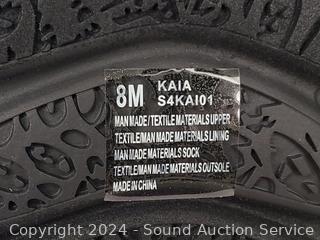 8M KAIA
S4KAI01
MAN MADE/TEXTILE MATERIALS UPPER
TEXTILE/MAN MADE MATERIALS LINING
MAN MADE MATERIALS SOCK
TEXTILE/MAN MADE MATERIALS OUTSOLE
MADE IN CHINA
Copyright 2024 - Sound Auction Service